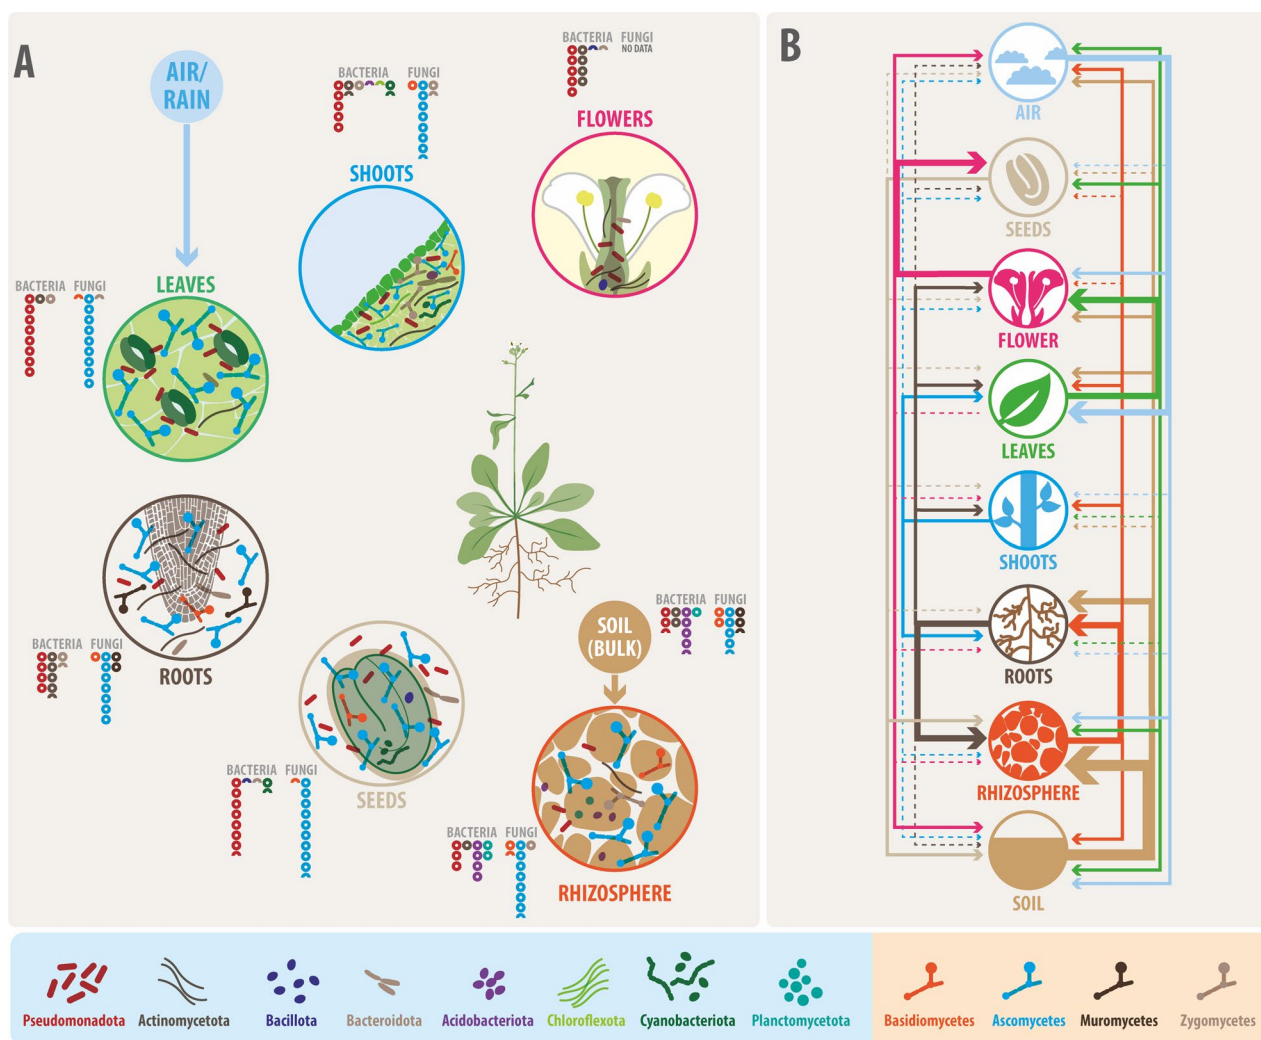 A
AIR/
RAIN
BACTERIA FUNGI
SHOOTS
BACTERIA FUNGI
NO DATA
FLOWERS
BACTERIA FUNGI
LEAVES
BACTERIA FUNGI
ROOTS
BACTERIA FUNGI
SEEDS
SOIL
(BULK)
BACTERIA FUNGI
BACTERIA FUNGI
RHIZOSPHERE
B
AIR
SEEDS
FLOWER
LEAVES
SHOOTS
ROOTS
RHIZOSPHERE
SOIL
Pseudomonadota Actinomycetota Bacillota Bacteroidota Acidobacteriota Chloroflexota Cyanobacteriota Planctomycetota Basidiomycetes Ascomycetes Muromycetes Zygomycetes